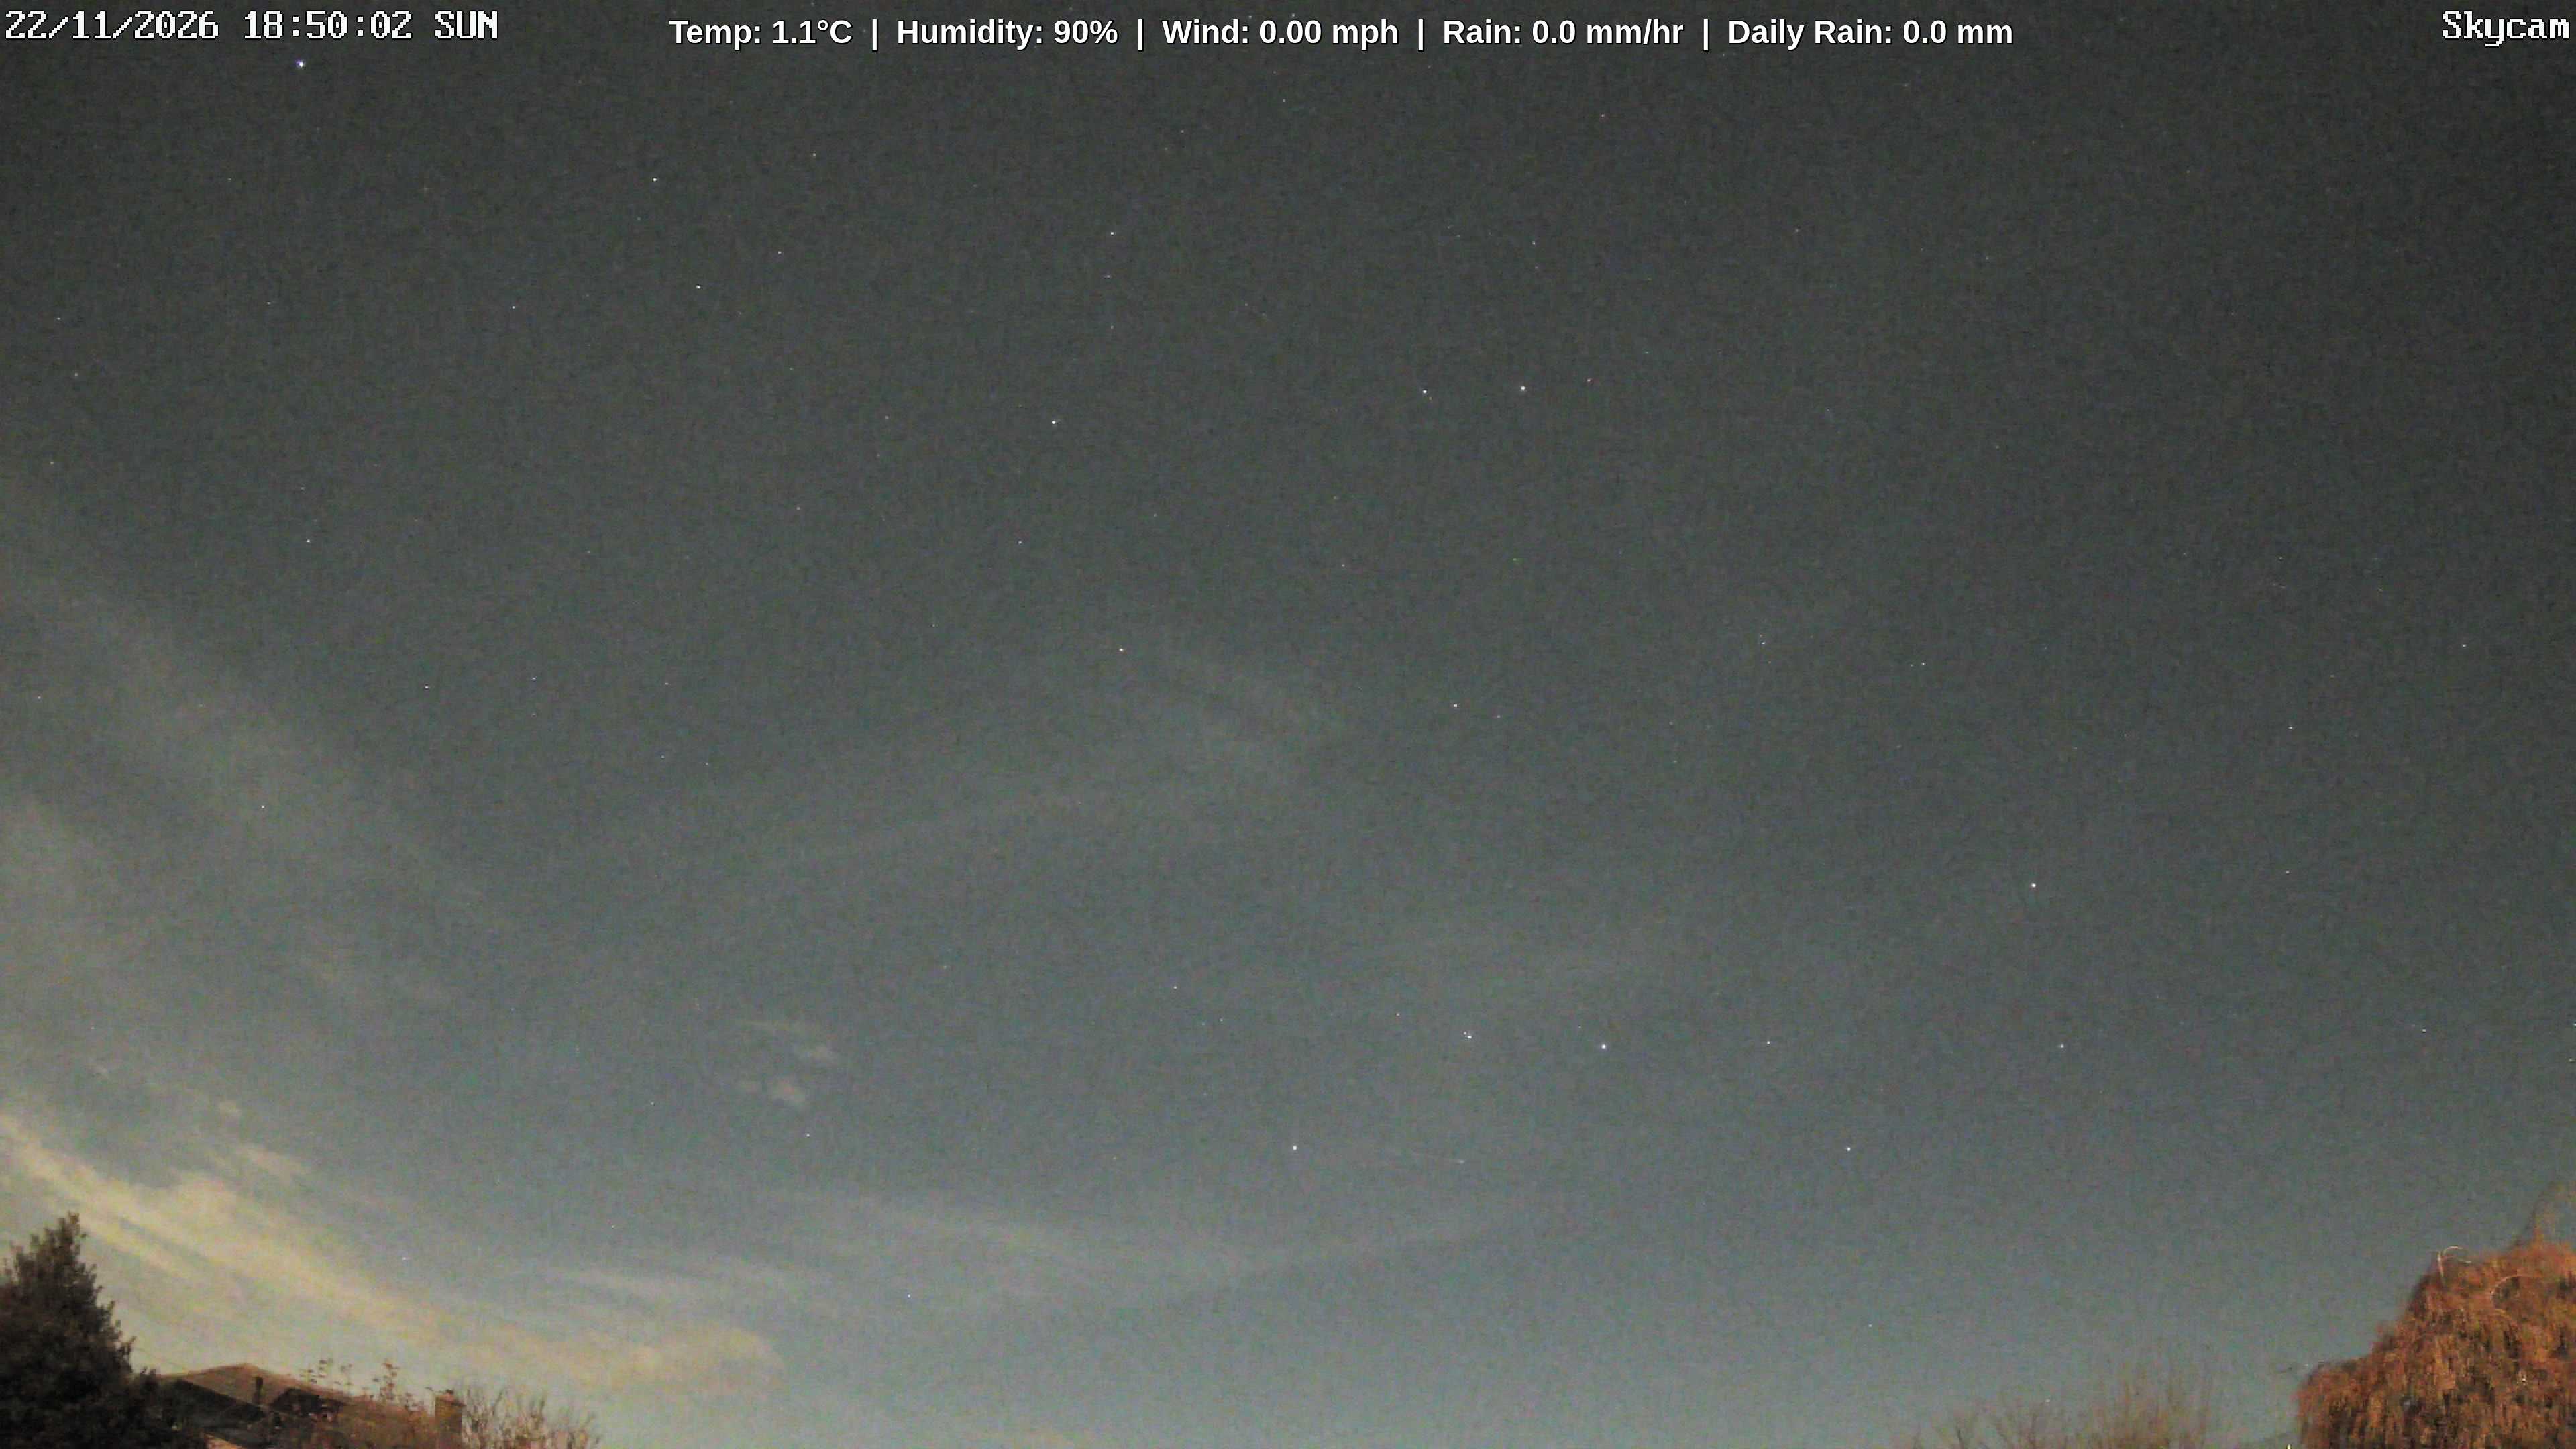 22/11/2026 18:50:02 SUN
Temp: 1.1°C | Humidity: 90% | Wind: 0.00 mph | Rain: 0.0 mm/hr | Daily Rain: 0.0 mm
Skycam